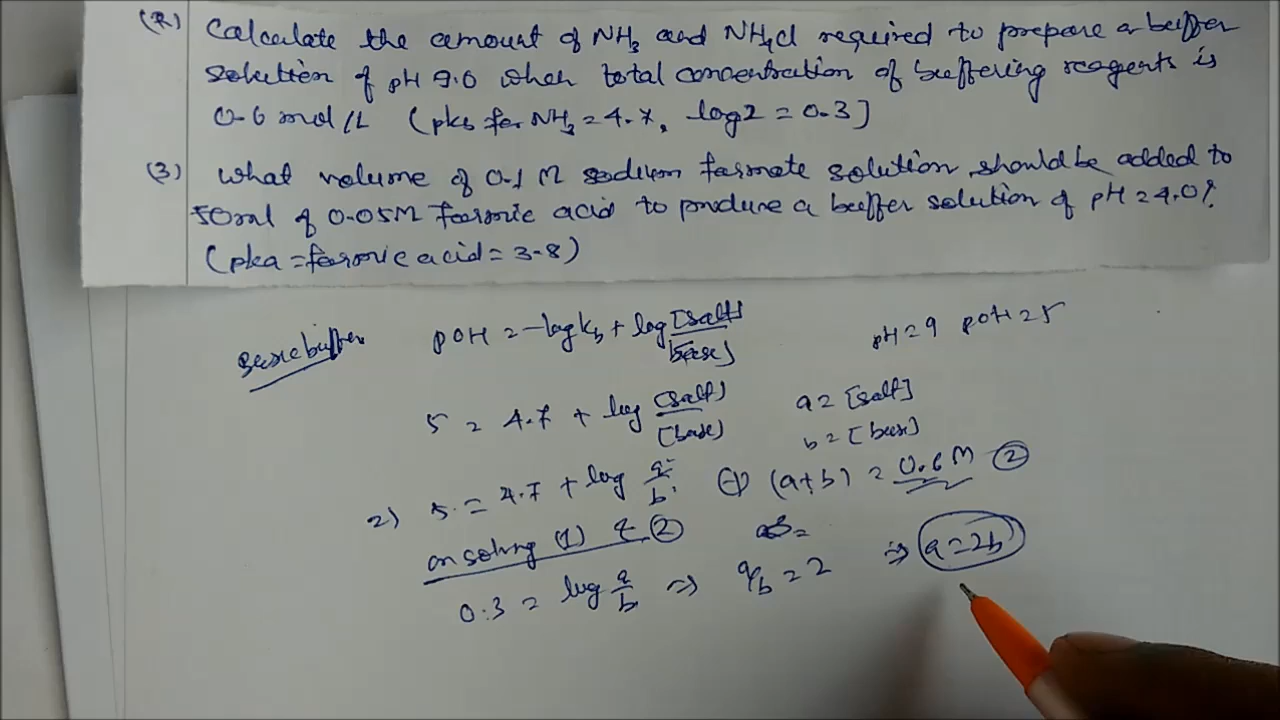 (2) Calculate the amount of NH3 and NH4Cl required to prepare a buffer
solution of pH 9.0 when total concentration of buffering reagents is
0.6 mol/L (pkb for NH3 = 4.7, log2 = 0.3]
(3) What volume of 0.1 M sodium formate solution should be added to
50ml of 0.05M formic acid to produce a buffer solution of pH = 4.0?
(pka = formic acid = 3.8)
Basic buffer pOH = -log kb + log [salt]/[base] pH = 9 pOH = 5
5 = 4.7 + log [salt]/[base] a = [salt]
b = [base]
2) 5 = 4.7 + log a/b. ① (a+b) = 0.6 M ②
on solving (1) & ②
0.3 = log a/b ⇒ a/b = 2 ⇒ a = 2b